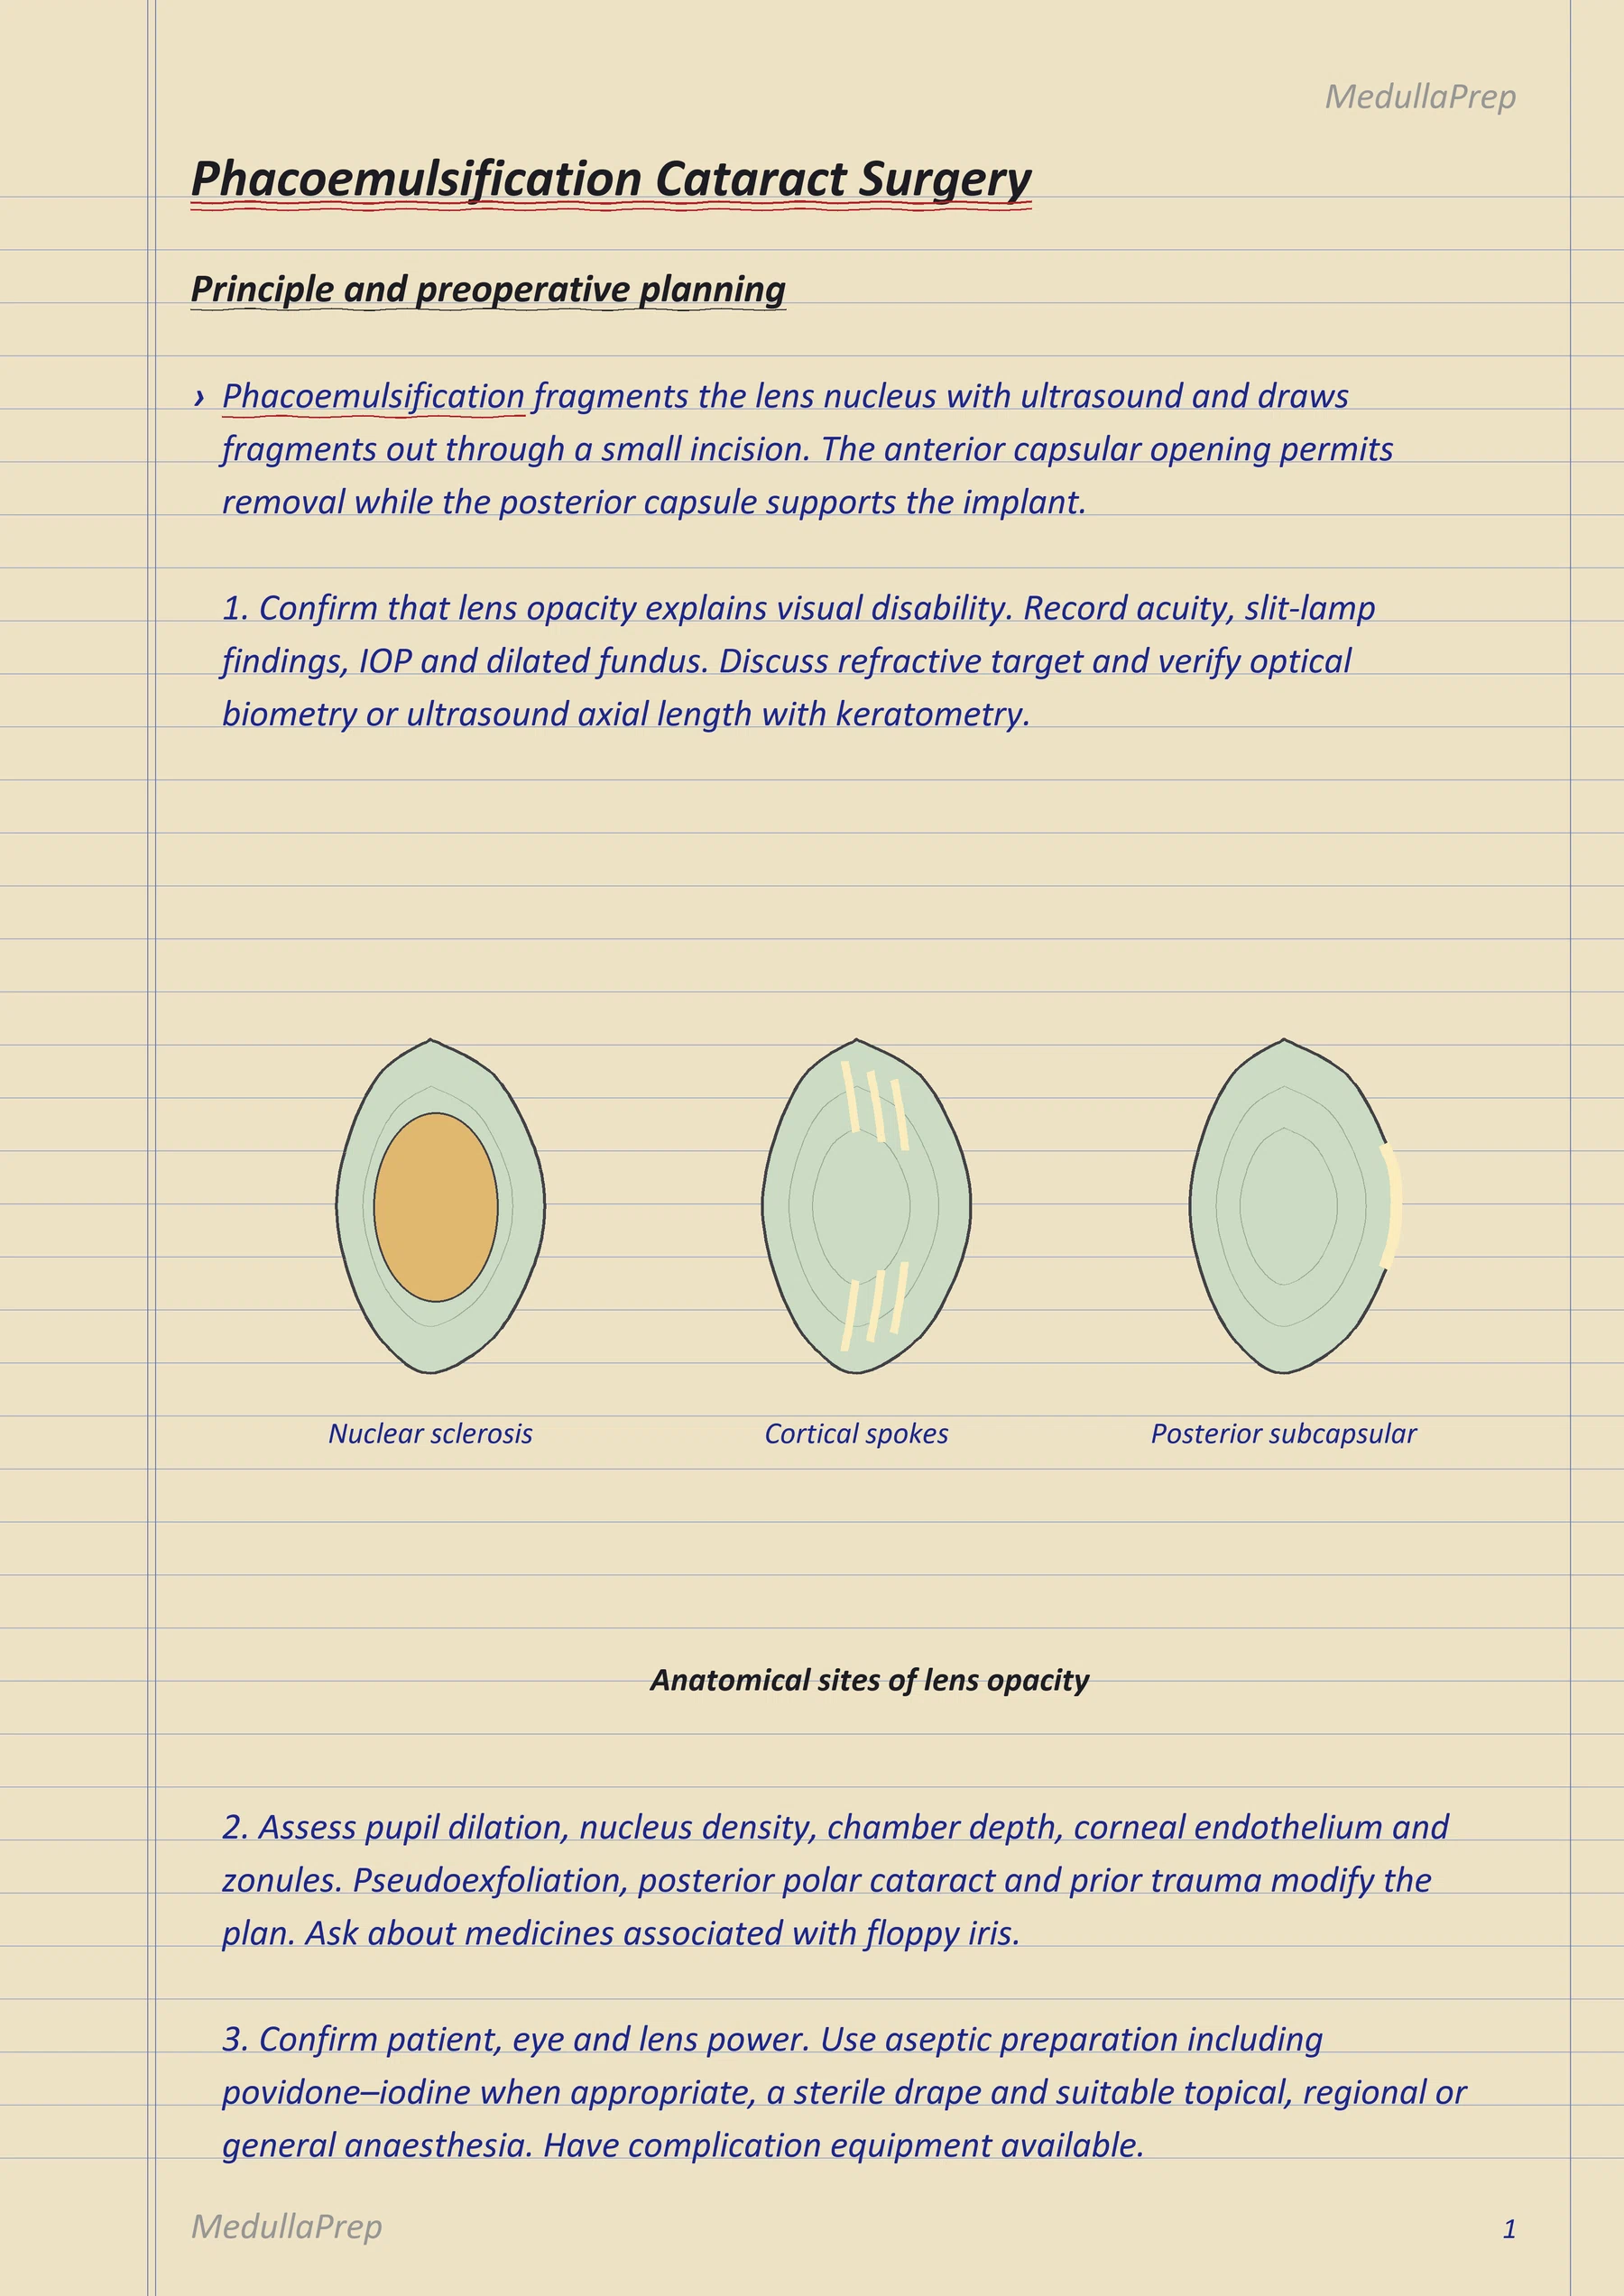 MedullaPrep
Phacoemulsification Cataract Surgery
Principle and preoperative planning
› Phacoemulsification fragments the lens nucleus with ultrasound and draws
fragments out through a small incision. The anterior capsular opening permits
removal while the posterior capsule supports the implant.
1. Confirm that lens opacity explains visual disability. Record acuity, slit-lamp
findings, IOP and dilated fundus. Discuss refractive target and verify optical
biometry or ultrasound axial length with keratometry.
Nuclear sclerosis
Cortical spokes
Posterior subcapsular
Anatomical sites of lens opacity
2. Assess pupil dilation, nucleus density, chamber depth, corneal endothelium and
zonules. Pseudoexfoliation, posterior polar cataract and prior trauma modify the
plan. Ask about medicines associated with floppy iris.
3. Confirm patient, eye and lens power. Use aseptic preparation including
povidone–iodine when appropriate, a sterile drape and suitable topical, regional or
general anaesthesia. Have complication equipment available.
MedullaPrep
1